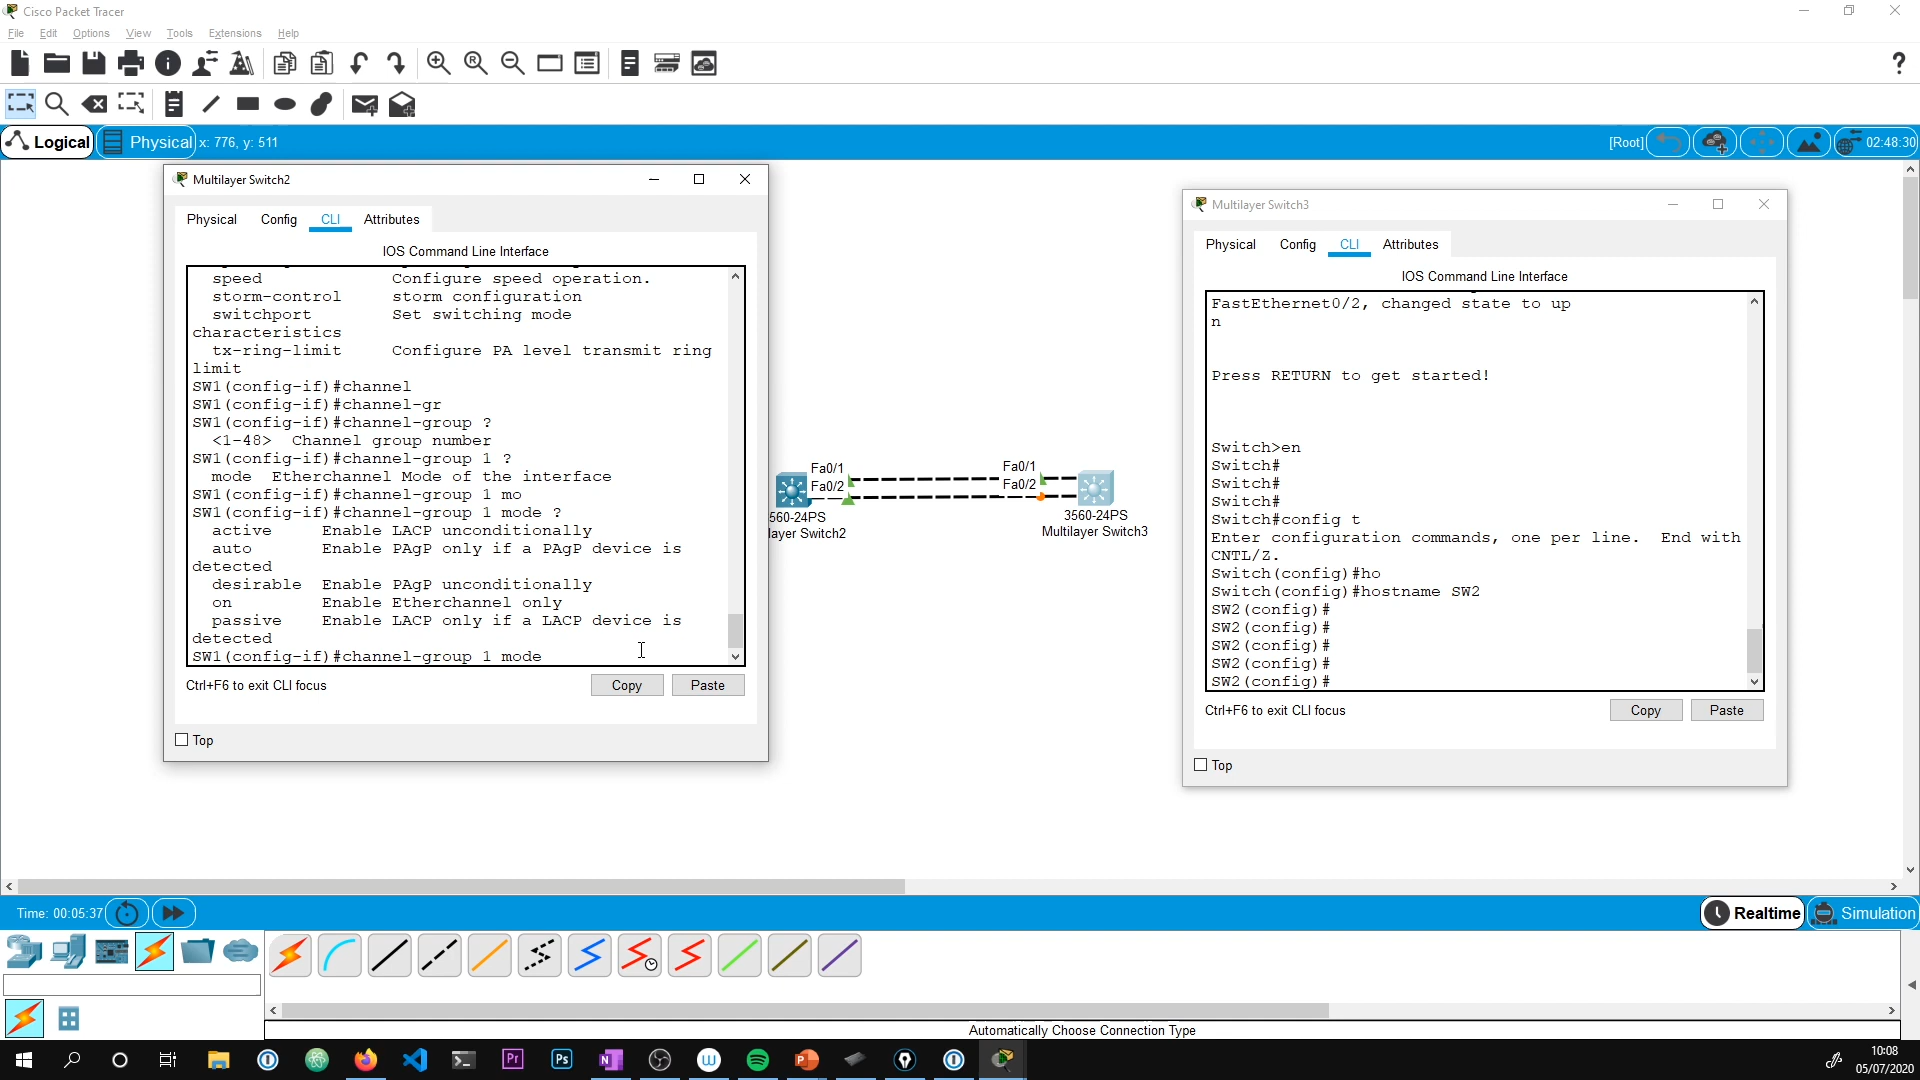 Cisco Packet Tracer
File Edit Options View Tools Extensions Help
Logical
Physical
x: 776, y: 511
[Root]
02:48:30
Multilayer Switch2
Physical Config CLI Attributes
IOS Command Line Interface
speed Configure speed operation.
storm-control storm configuration
switchport Set switching mode
characteristics
tx-ring-limit Configure PA level transmit ring
limit
SW1(config-if)#channel
SW1(config-if)#channel-gr
SW1(config-if)#channel-group ?
<1-48> Channel group number
SW1(config-if)#channel-group 1 ?
mode Etherchannel Mode of the interface
SW1(config-if)#channel-group 1 mo
SW1(config-if)#channel-group 1 mode ?
active Enable LACP unconditionally
auto Enable PAgP only if a PAgP device is
detected
desirable Enable PAgP unconditionally
on Enable Etherchannel only
passive Enable LACP only if a LACP device is
detected
SW1(config-if)#channel-group 1 mode
Ctrl+F6 to exit CLI focus
Copy
Paste
Top
Fa0/1
Fa0/2
560-24PS
layer Switch2
Fa0/1
Fa0/2
3560-24PS
Multilayer Switch3
Multilayer Switch3
Physical Config CLI Attributes
IOS Command Line Interface
FastEthernet0/2, changed state to up
n
Press RETURN to get started!
Switch>en
Switch#
Switch#
Switch#
Switch#config t
Enter configuration commands, one per line. End with
CNTL/Z.
Switch(config)#ho
Switch(config)#hostname SW2
SW2(config)#
SW2(config)#
SW2(config)#
SW2(config)#
SW2(config)#
Ctrl+F6 to exit CLI focus
Copy
Paste
Top
Time: 00:05:37
Realtime
Simulation
Automatically Choose Connection Type
10:08
05/07/2020